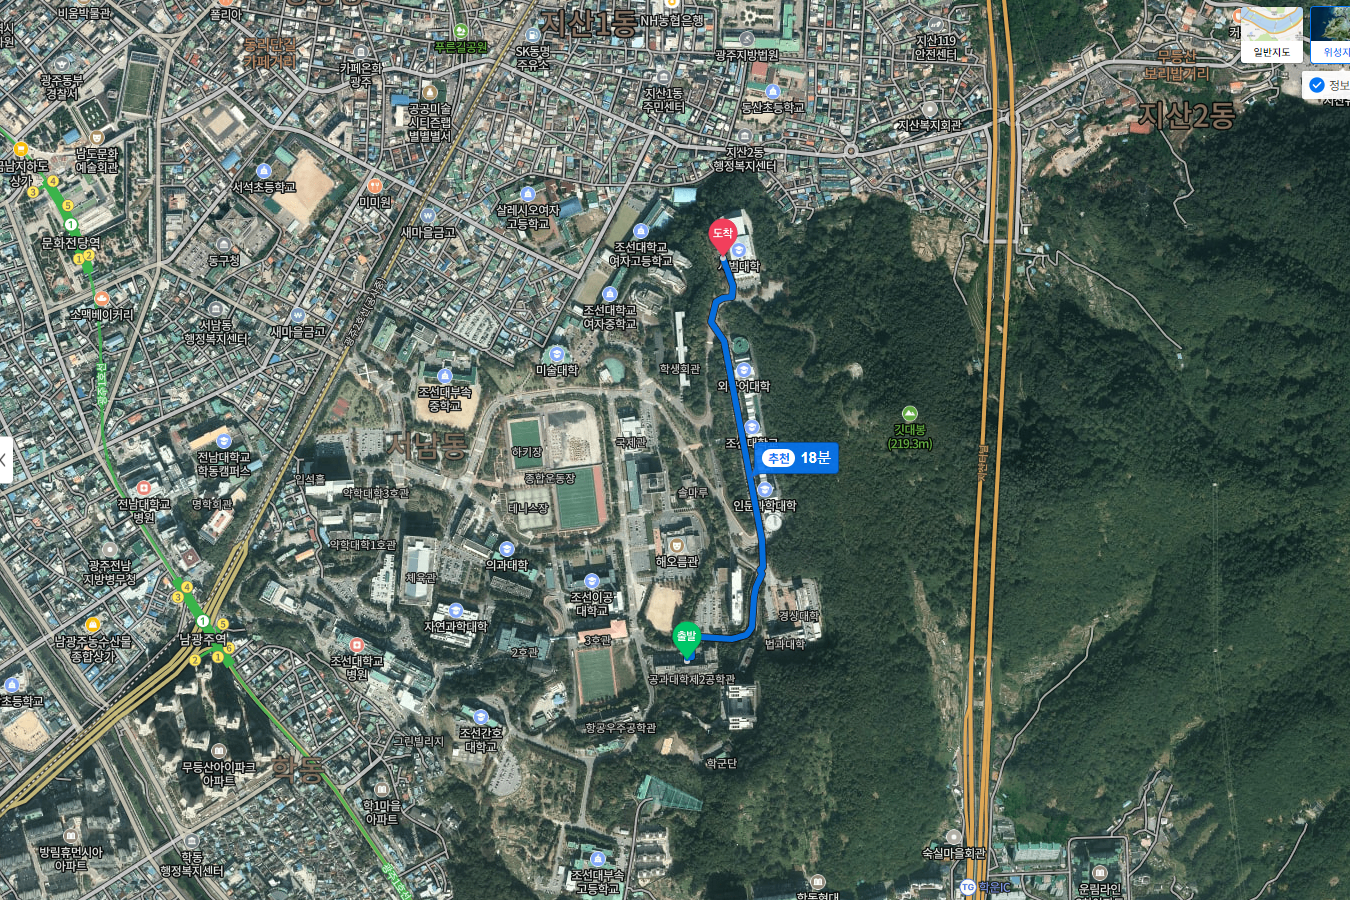 비움박물관
폴리아
푸른길공원
SK동명
주유소
지산1동
NH농협은행
광주지방법원
지산119
안전센터
무등산
보리밥거리
일반지도
정보
광주동부
경찰서
카페문화
광주
공공미술
시티즌랩
별별별서
지산1동
주민센터
동산초등학교
지산복지회관
지산2동
남도문화
예술회관
상가
서석초등학교
미미원
살레시오여자
고등학교
지산2동
행정복지센터
도착
새마을금고
조선대학교
여자고등학교
문화전당역
동구청
소맥베이커리
서남동
행정복지센터
새마을금고
조선대학교
여자중학교
미술대학
학생회관
외국어대학
광주1호선
조선대부속
중학교
서남동
깃대봉
(219.3m)
추천 18분
하키장
국제관
종합운동장
테니스장
솔마루
인문과학대학
전남대학교
학동캠퍼스
입석홀
약학대학3호관
명학회관
전남대학교
병원
약학대학1호관
의과대학
해오름관
체육관
광주전남
지방병무청
조선이공
대학교
자연과학대학
경상대학
법과대학
출발
3호관
2호관
남광주농수산물
종합상가
남광주역
조선대학교
병원
공과대학제2공학관
항공우주공학관
조선간호
대학교
그린빌리지
학군단
초등학교
무등산아이파크
아파트
학동
학1마을
아파트
방림휴먼시아
아파트
학동
행정복지센터
조선대부속
고등학교
숙실마을회관
TG 학운IC
운림라인
학동현대